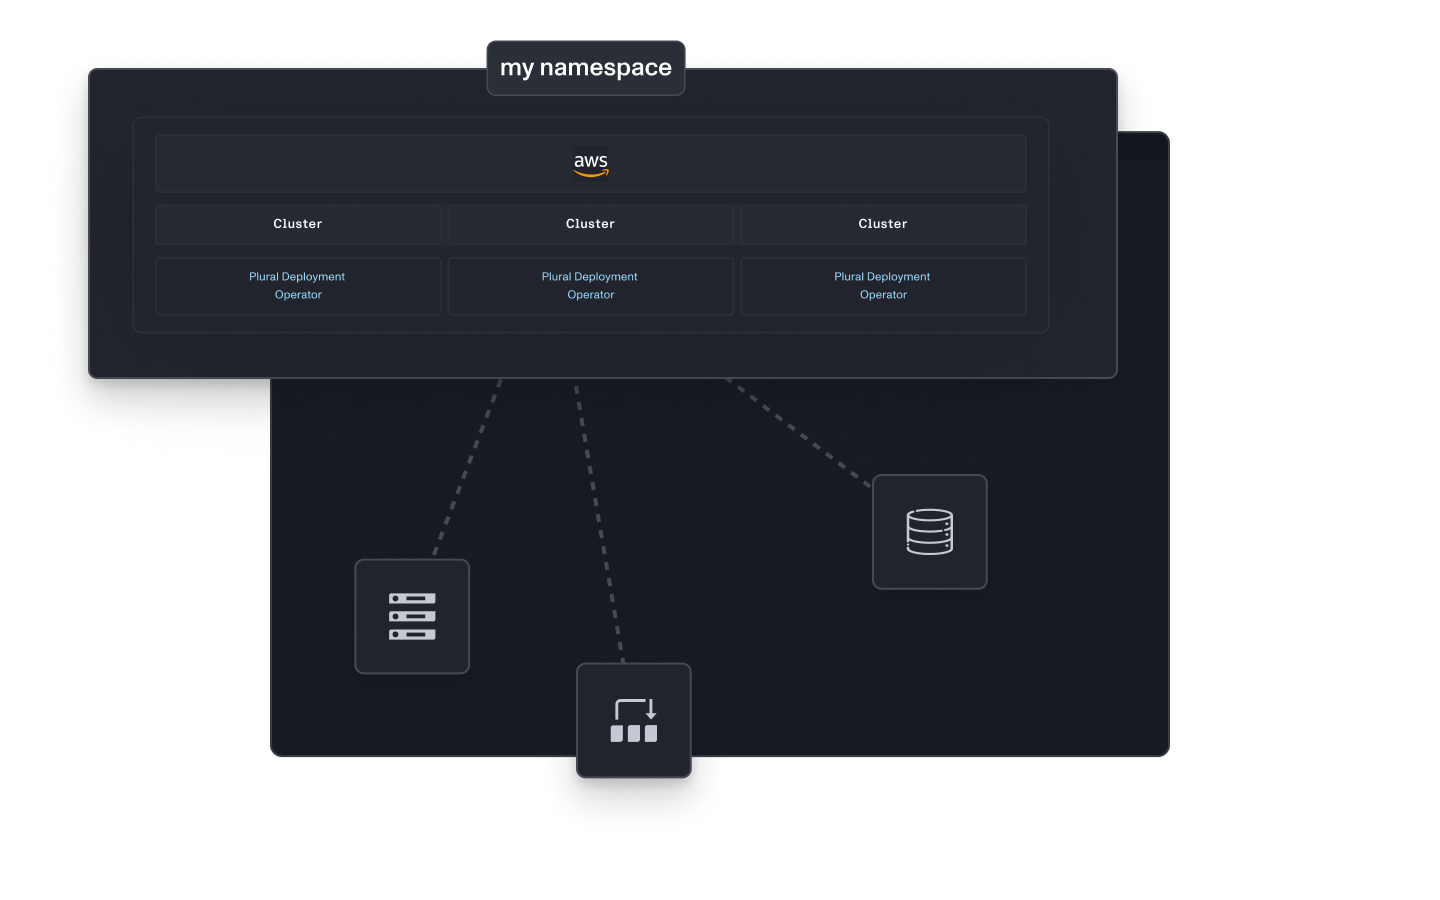 my namespace
aws
Cluster
Cluster
Cluster
Plural Deployment
Operator
Plural Deployment
Operator
Plural Deployment
Operator